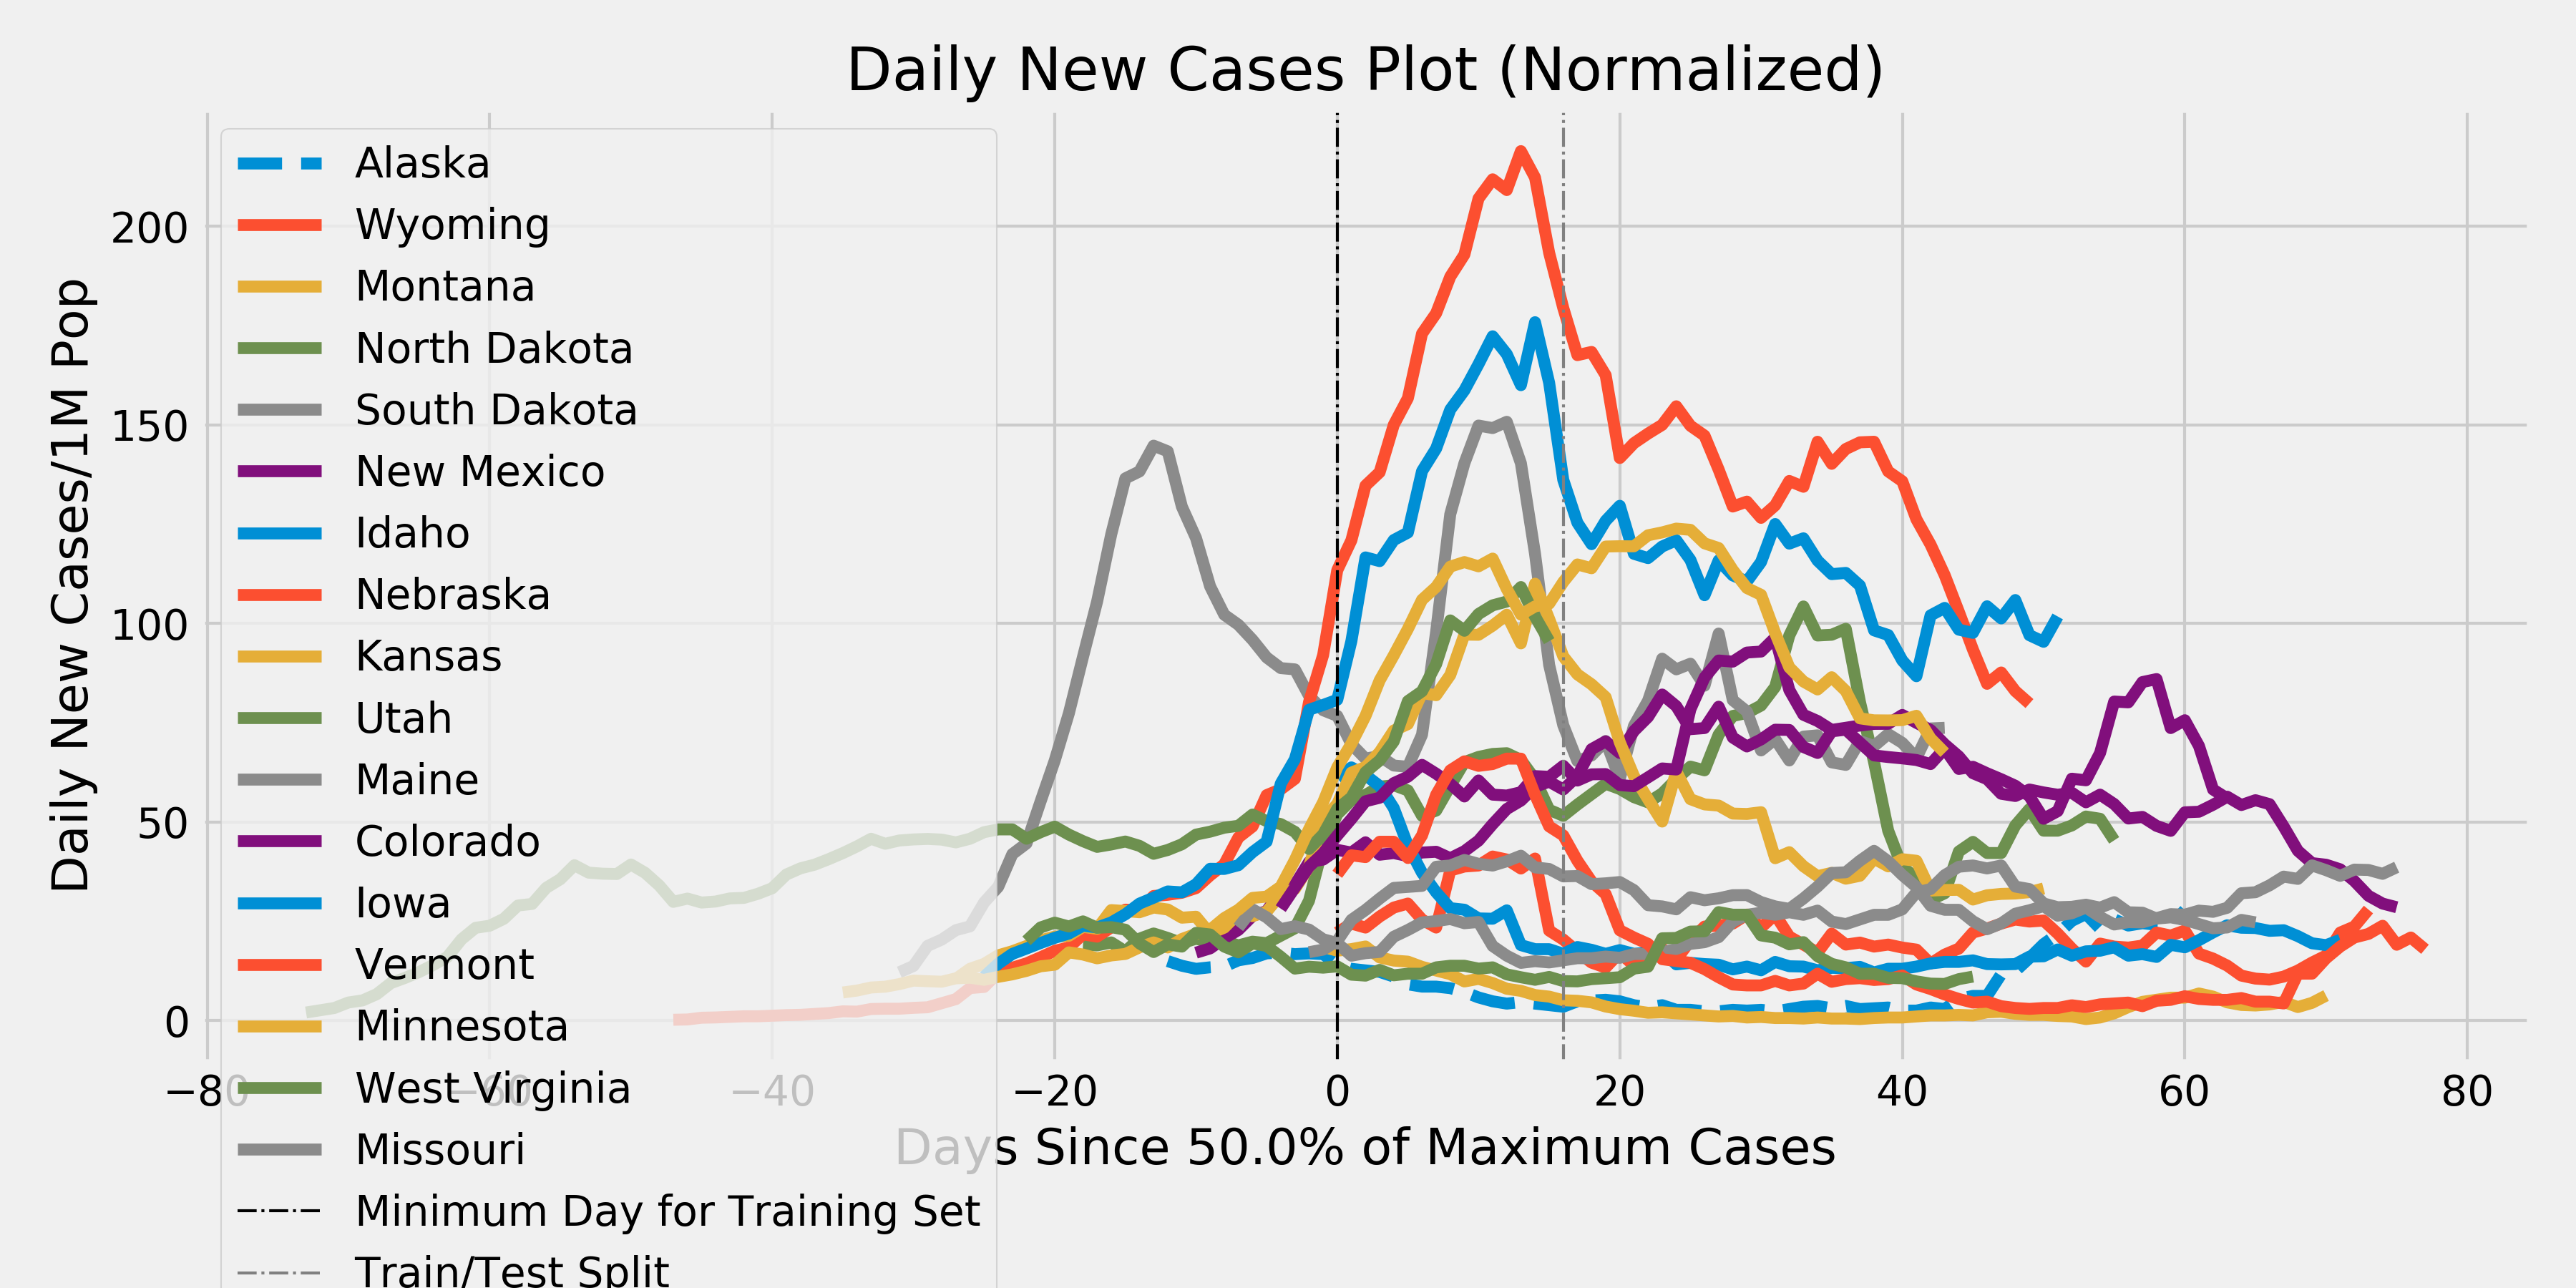 Daily New Cases Plot (Normalized)
Daily New Cases/1M Pop
200
150
100
50
0
Alaska
Wyoming
Montana
North Dakota
South Dakota
New Mexico
Idaho
Nebraska
Kansas
Utah
Maine
Colorado
Iowa
Vermont
Minnesota
West Virginia
Missouri
Minimum Day for Training Set
Train/Test Split
−80 −60 −40 −20 0 20 40 60 80
Days Since 50.0% of Maximum Cases